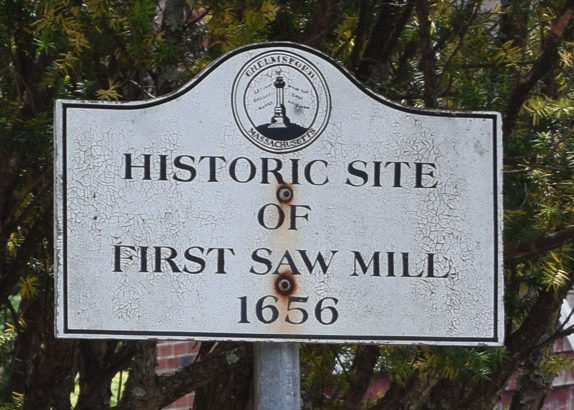 CHELMSFORD
MASSACHUSETTS
HISTORIC SITE
OF
FIRST SAW MILL
1656